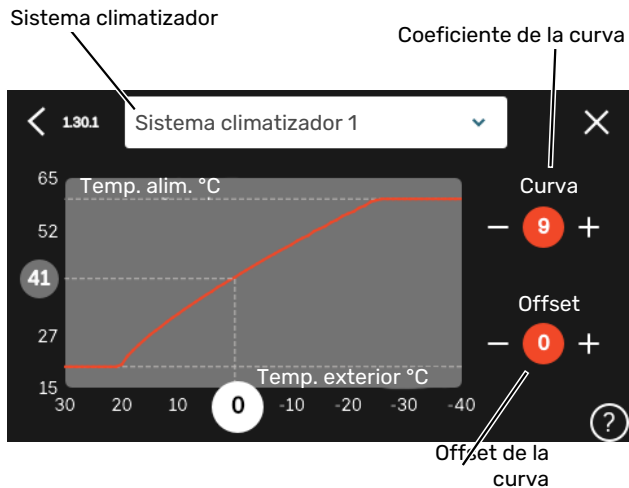 Sistema climatizador
Coeficiente de la curva
1.30.1
Sistema climatizador 1
65
Temp. alim. °C
Curva
52
9
41
Offset
27
0
Temp. exterior °C
15
30 20 10 0 -10 -20 -30 -40
?
Offset de la
curva